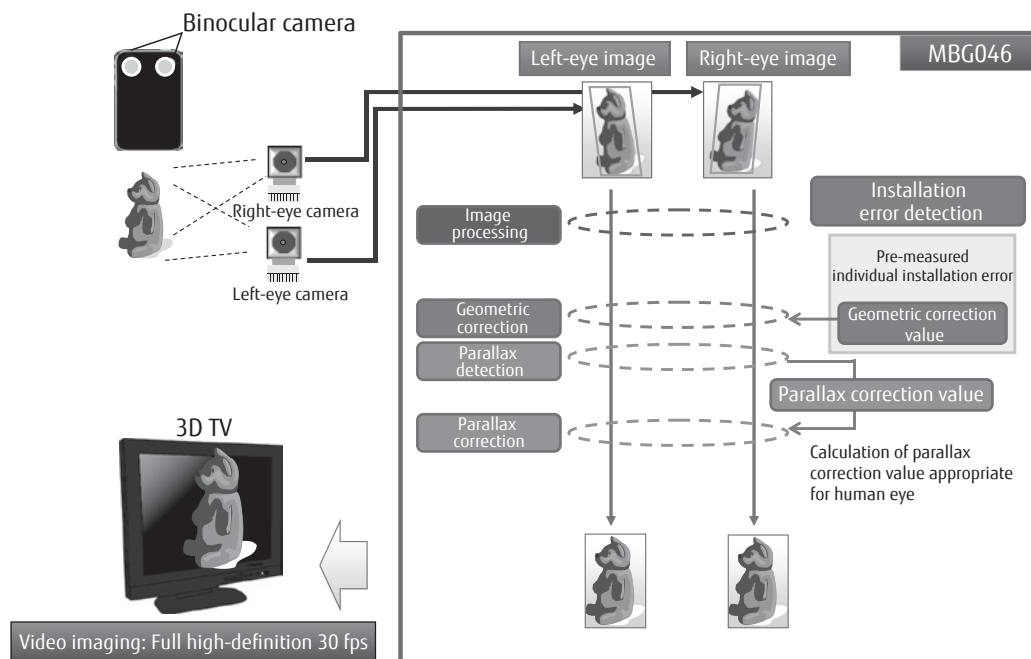 Binocular camera
Right-eye camera
Left-eye camera
MBG046
Left-eye image
Right-eye image
Image
processing
Installation
error detection
Pre-measured
individual installation error
Geometric
correction
Geometric correction
value
Parallax
detection
Parallax correction value
Parallax
correction
Calculation of parallax
correction value appropriate
for human eye
3D TV
Video imaging: Full high-definition 30 fps